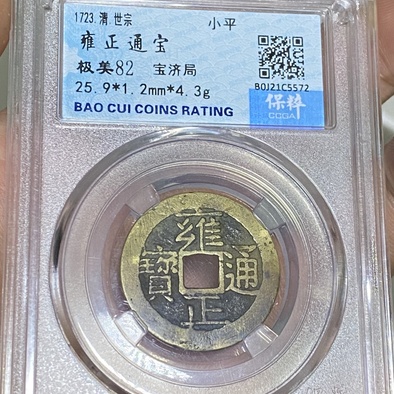 1723.清.世宗 小平
雍正通宝
极美82 宝济局
25.9*1.2mm*4.3g
B0J21C5572
BAO CUI COINS RATING
保粹
CCGA
雍正通寶